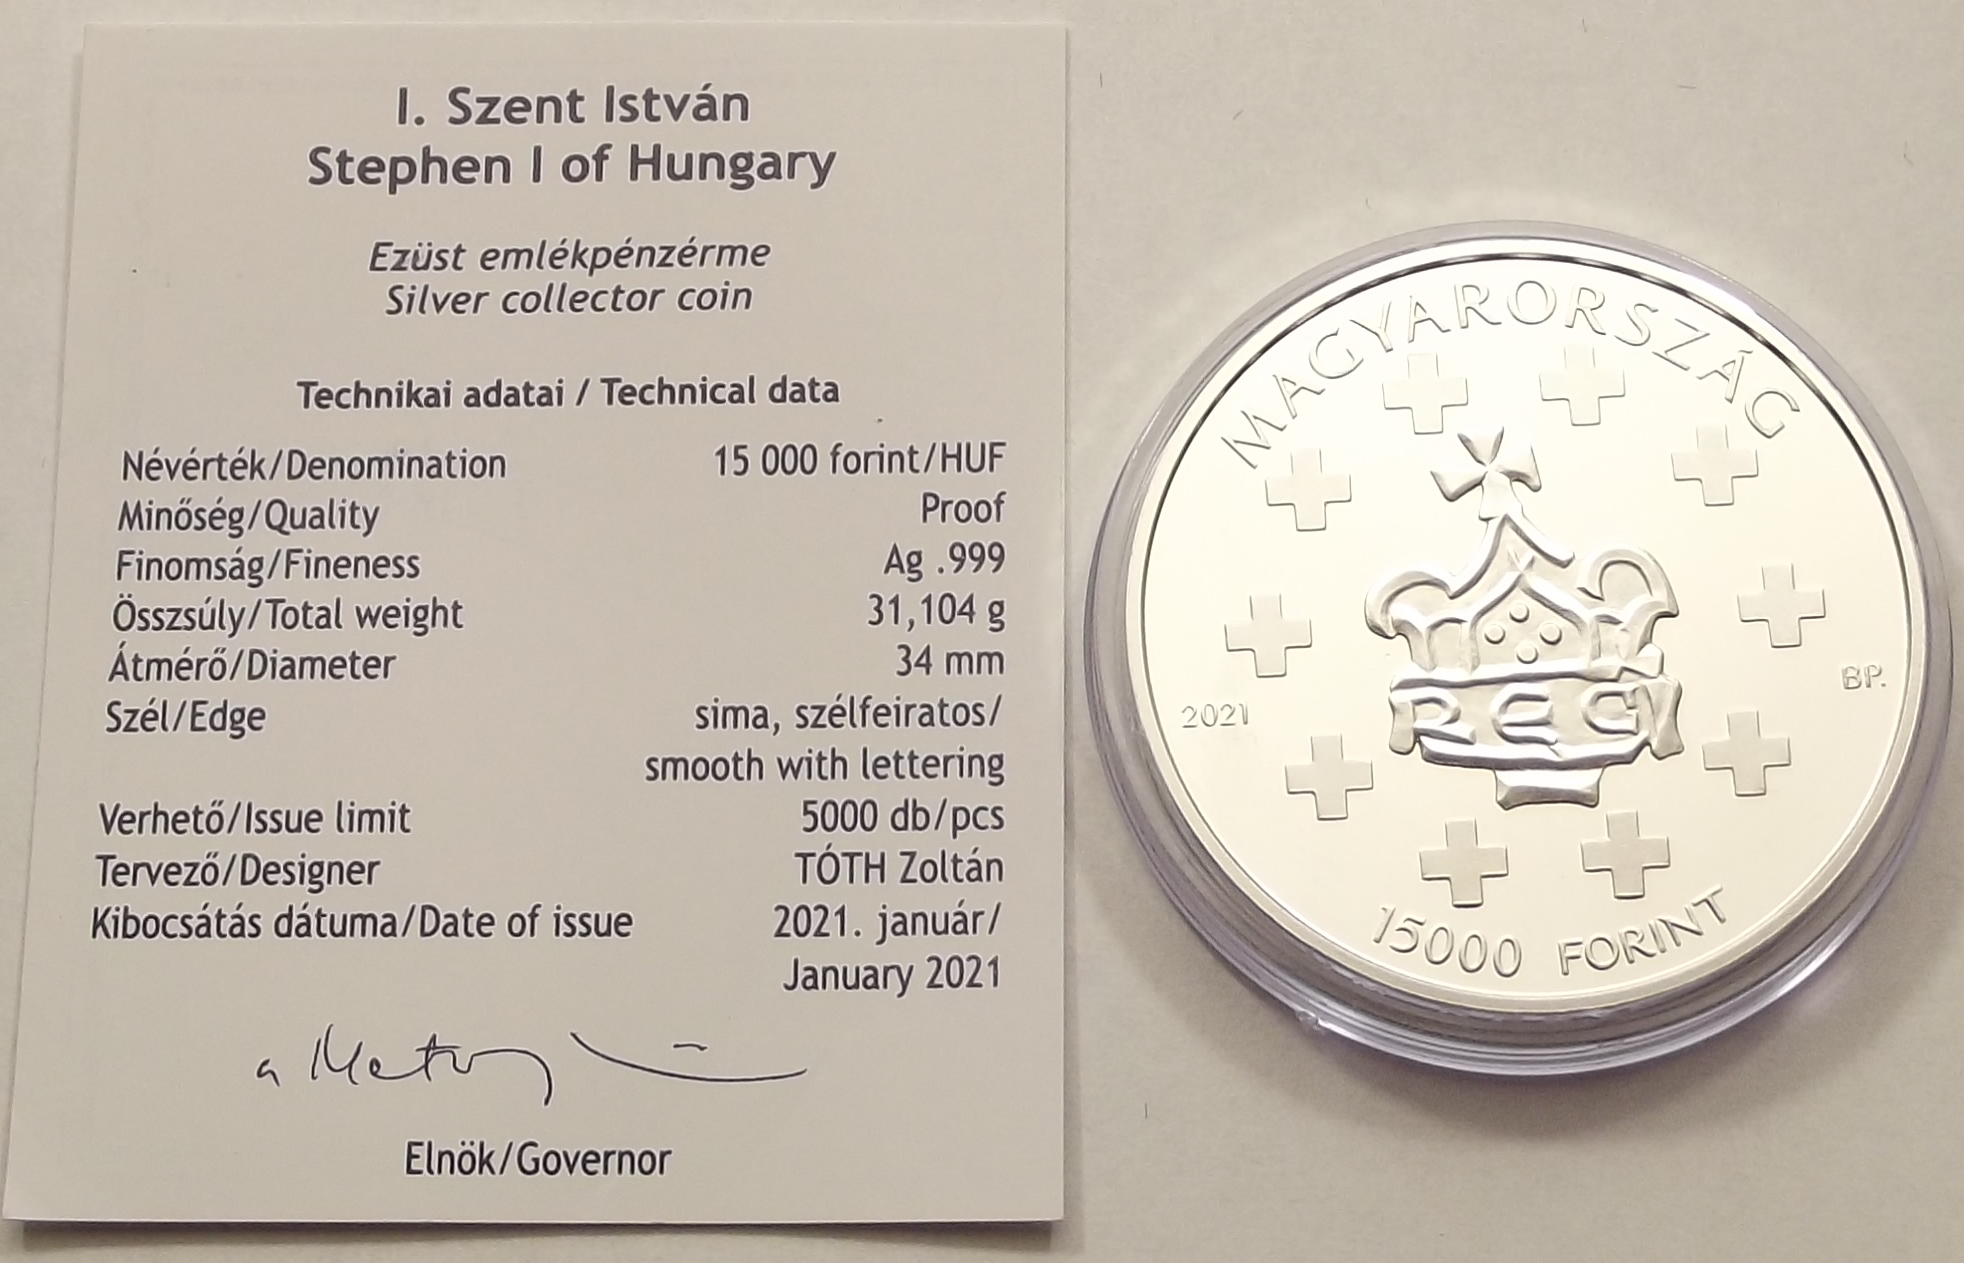 I. Szent István
Stephen I of Hungary
Ezüst emlékpénzérme
Silver collector coin
Technikai adatai / Technical data
Névérték/Denomination 15 000 forint/HUF
Minőség/Quality Proof
Finomság/Fineness Ag .999
Összsúly/Total weight 31,104 g
Átmérő/Diameter 34 mm
Szél/Edge sima, szélfeiratos/
smooth with lettering
Verhető/Issue limit 5000 db/pcs
Tervező/Designer TÓTH Zoltán
Kibocsátás dátuma/Date of issue 2021. január/
January 2021
Elnök/Governor
MAGYARORSZÁG
REG
2021
BP.
15000 FORINT